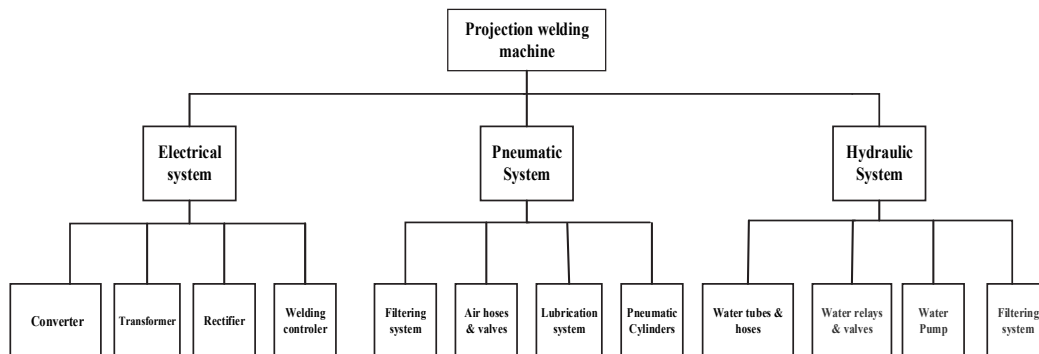 Projection welding
machine
Electrical
system
Pneumatic
System
Hydraulic
System
Converter
Transformer
Rectifier
Welding
controler
Filtering
system
Air hoses
& valves
Lubrication
system
Pneumatic
Cylinders
Water tubes &
hoses
Water relays
& valves
Water
Pump
Filtering
system